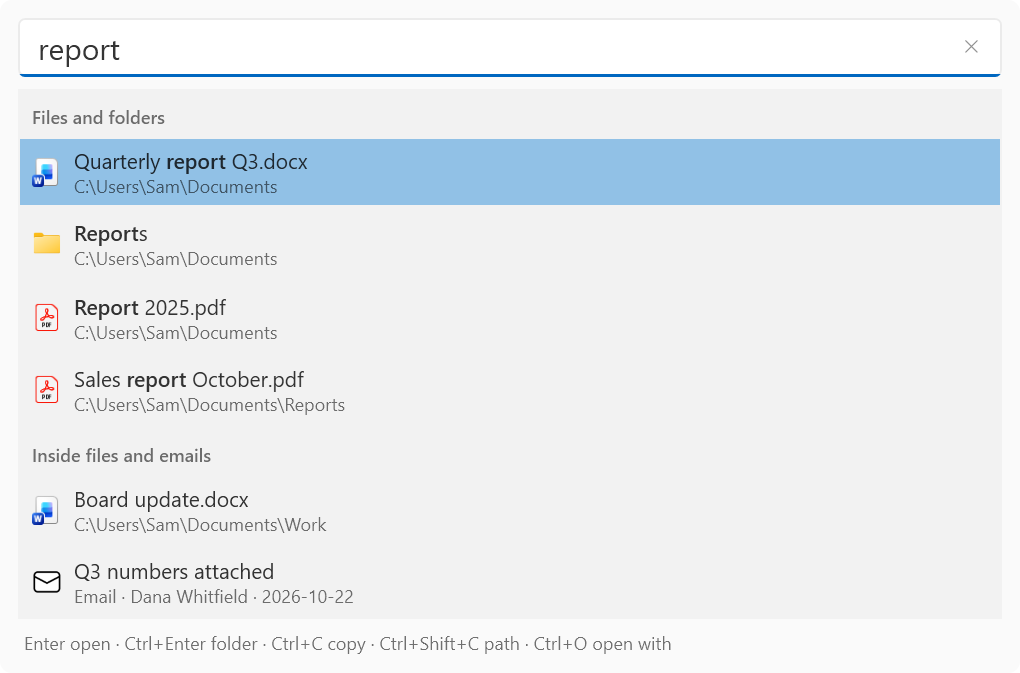 report
Files and folders
Quarterly report Q3.docx
C:\Users\Sam\Documents
Reports
C:\Users\Sam\Documents
Report 2025.pdf
C:\Users\Sam\Documents
Sales report October.pdf
C:\Users\Sam\Documents\Reports
Inside files and emails
Board update.docx
C:\Users\Sam\Documents\Work
Q3 numbers attached
Email · Dana Whitfield · 2026-10-22
Enter open · Ctrl+Enter folder · Ctrl+C copy · Ctrl+Shift+C path · Ctrl+O open with